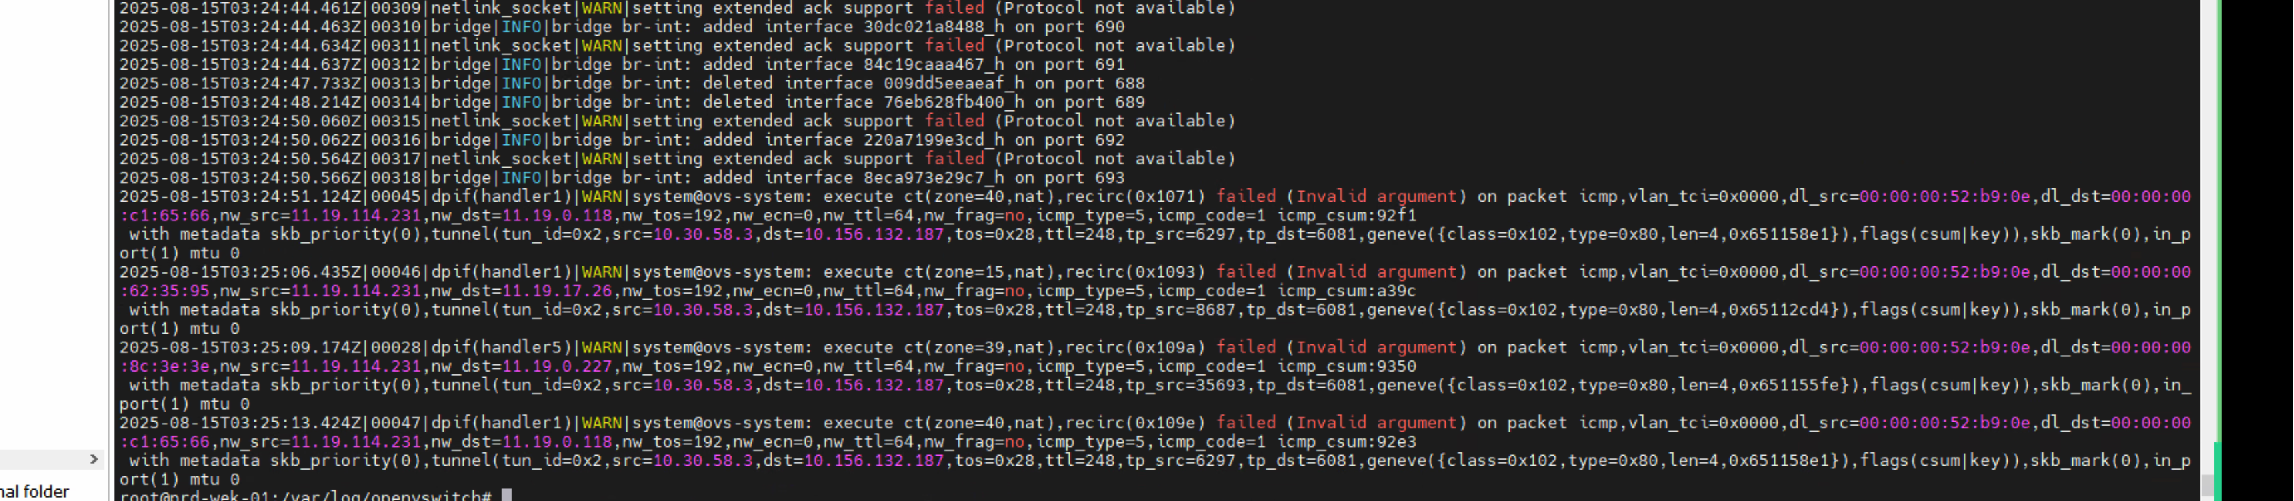 2025-08-15T03:24:44.461Z|00309|netlink_socket|WARN|setting extended ack support failed (Protocol not available)
2025-08-15T03:24:44.463Z|00310|bridge|INFO|bridge br-int: added interface 30dc021a8488_h on port 690
2025-08-15T03:24:44.634Z|00311|netlink_socket|WARN|setting extended ack support failed (Protocol not available)
2025-08-15T03:24:44.637Z|00312|bridge|INFO|bridge br-int: added interface 84c19caaa467_h on port 691
2025-08-15T03:24:47.733Z|00313|bridge|INFO|bridge br-int: deleted interface 009dd5eeaeaf_h on port 688
2025-08-15T03:24:48.214Z|00314|bridge|INFO|bridge br-int: deleted interface 76eb628fb400_h on port 689
2025-08-15T03:24:50.060Z|00315|netlink_socket|WARN|setting extended ack support failed (Protocol not available)
2025-08-15T03:24:50.062Z|00316|bridge|INFO|bridge br-int: added interface 220a7199e3cd_h on port 692
2025-08-15T03:24:50.564Z|00317|netlink_socket|WARN|setting extended ack support failed (Protocol not available)
2025-08-15T03:24:50.566Z|00318|bridge|INFO|bridge br-int: added interface 8eca973e29c7_h on port 693
2025-08-15T03:24:51.124Z|00045|dpif(handler1)|WARN|system@ovs-system: execute ct(zone=40,nat),recirc(0x1071) failed (Invalid argument) on packet icmp,vlan_tci=0x0000,dl_src=00:00:00:52:b9:0e,dl_dst=00:00:00
:c1:65:66,nw_src=11.19.114.231,nw_dst=11.19.0.118,nw_tos=192,nw_ecn=0,nw_ttl=64,nw_frag=no,icmp_type=5,icmp_code=1 icmp_csum:92f1
with metadata skb_priority(0),tunnel(tun_id=0x2,src=10.30.58.3,dst=10.156.132.187,tos=0x28,ttl=248,tp_src=6297,tp_dst=6081,geneve({class=0x102,type=0x80,len=4,0x651158e1}),flags(csum|key)),skb_mark(0),in_p
ort(1) mtu 0
2025-08-15T03:25:06.435Z|00046|dpif(handler1)|WARN|system@ovs-system: execute ct(zone=15,nat),recirc(0x1093) failed (Invalid argument) on packet icmp,vlan_tci=0x0000,dl_src=00:00:00:52:b9:0e,dl_dst=00:00:00
:62:35:95,nw_src=11.19.114.231,nw_dst=11.19.17.26,nw_tos=192,nw_ecn=0,nw_ttl=64,nw_frag=no,icmp_type=5,icmp_code=1 icmp_csum:a39c
with metadata skb_priority(0),tunnel(tun_id=0x2,src=10.30.58.3,dst=10.156.132.187,tos=0x28,ttl=248,tp_src=8687,tp_dst=6081,geneve({class=0x102,type=0x80,len=4,0x65112cd4}),flags(csum|key)),skb_mark(0),in_p
ort(1) mtu 0
2025-08-15T03:25:09.174Z|00028|dpif(handler5)|WARN|system@ovs-system: execute ct(zone=39,nat),recirc(0x109a) failed (Invalid argument) on packet icmp,vlan_tci=0x0000,dl_src=00:00:00:52:b9:0e,dl_dst=00:00:00
:8c:3e:3e,nw_src=11.19.114.231,nw_dst=11.19.0.227,nw_tos=192,nw_ecn=0,nw_ttl=64,nw_frag=no,icmp_type=5,icmp_code=1 icmp_csum:9350
with metadata skb_priority(0),tunnel(tun_id=0x2,src=10.30.58.3,dst=10.156.132.187,tos=0x28,ttl=248,tp_src=35693,tp_dst=6081,geneve({class=0x102,type=0x80,len=4,0x651155fe}),flags(csum|key)),skb_mark(0),in_
port(1) mtu 0
2025-08-15T03:25:13.424Z|00047|dpif(handler1)|WARN|system@ovs-system: execute ct(zone=40,nat),recirc(0x109e) failed (Invalid argument) on packet icmp,vlan_tci=0x0000,dl_src=00:00:00:52:b9:0e,dl_dst=00:00:00
:c1:65:66,nw_src=11.19.114.231,nw_dst=11.19.0.118,nw_tos=192,nw_ecn=0,nw_ttl=64,nw_frag=no,icmp_type=5,icmp_code=1 icmp_csum:92e3
with metadata skb_priority(0),tunnel(tun_id=0x2,src=10.30.58.3,dst=10.156.132.187,tos=0x28,ttl=248,tp_src=6297,tp_dst=6081,geneve({class=0x102,type=0x80,len=4,0x651158e1}),flags(csum|key)),skb_mark(0),in_p
ort(1) mtu 0
root@prd-wek-01:/var/log/openvswitch#
nal folder